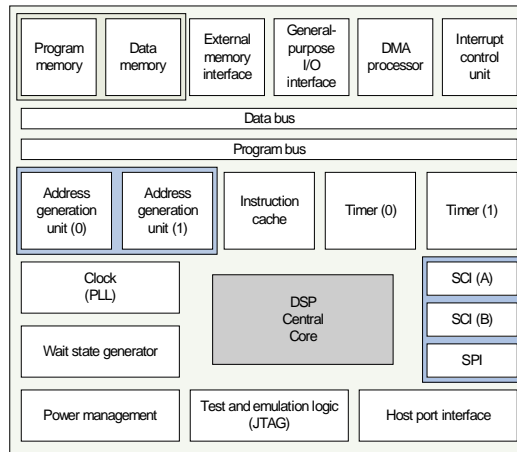 Program
memory
Data
memory
External
memory
interface
General-
purpose
I/O
interface
DMA
processor
Interrupt
control
unit
Data bus
Program bus
Address
generation
unit (0)
Address
generation
unit (1)
Instruction
cache
Timer (0)
Timer (1)
Clock
(PLL)
DSP
Central
Core
SCI (A)
SCI (B)
SPI
Wait state generator
Power management
Test and emulation logic
(JTAG)
Host port interface